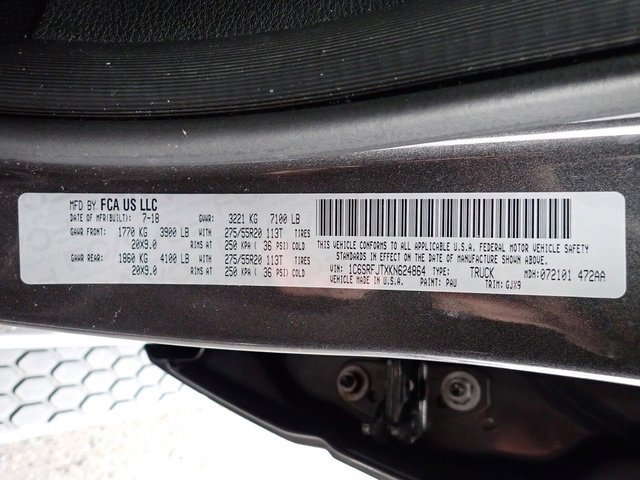 MFD BY FCA US LLC
DATE OF MFR(BUILT): 7-18 GVWR: 3221 KG 7100 LB
GAWR FRONT: 1770 KG 3900 LB 275/55R20 113T TIRES
20X9.0 RIMS AT 250 KPA ( 36 PSI) COLD
GAWR REAR: 1860 KG 4100 LB 275/55R20 113T TIRES
20X9.0 RIMS AT 250 KPA ( 36 PSI) COLD
THIS VEHICLE CONFORMS TO ALL APPLICABLE
U.S.A. FEDERAL MOTOR VEHICLE SAFETY
STANDARDS IN EFFECT ON THE DATE OF
MANUFACTURE SHOWN ABOVE.
VIN: 1C6SRFJTXKN624864 TYPE: TRUCK MDH:072101 472AA
VEHICLE MADE IN U.S.A. PAINT: PAU TRIM: GJX9